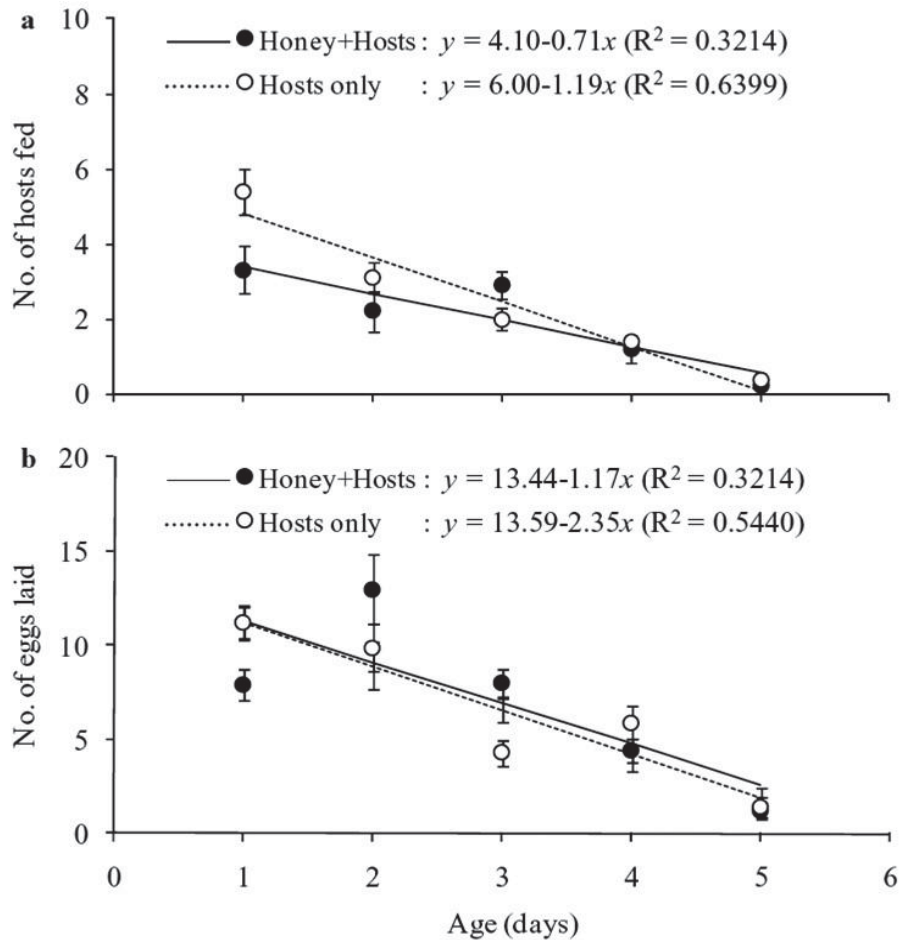 a
10
8
6
4
2
0
No. of hosts fed
Honey+Hosts : y = 4.10-0.71x (R² = 0.3214)
Hosts only : y = 6.00-1.19x (R² = 0.6399)
b
20
15
10
5
0
No. of eggs laid
Honey+Hosts : y = 13.44-1.17x (R² = 0.3214)
Hosts only : y = 13.59-2.35x (R² = 0.5440)
0 1 2 3 4 5 6
Age (days)